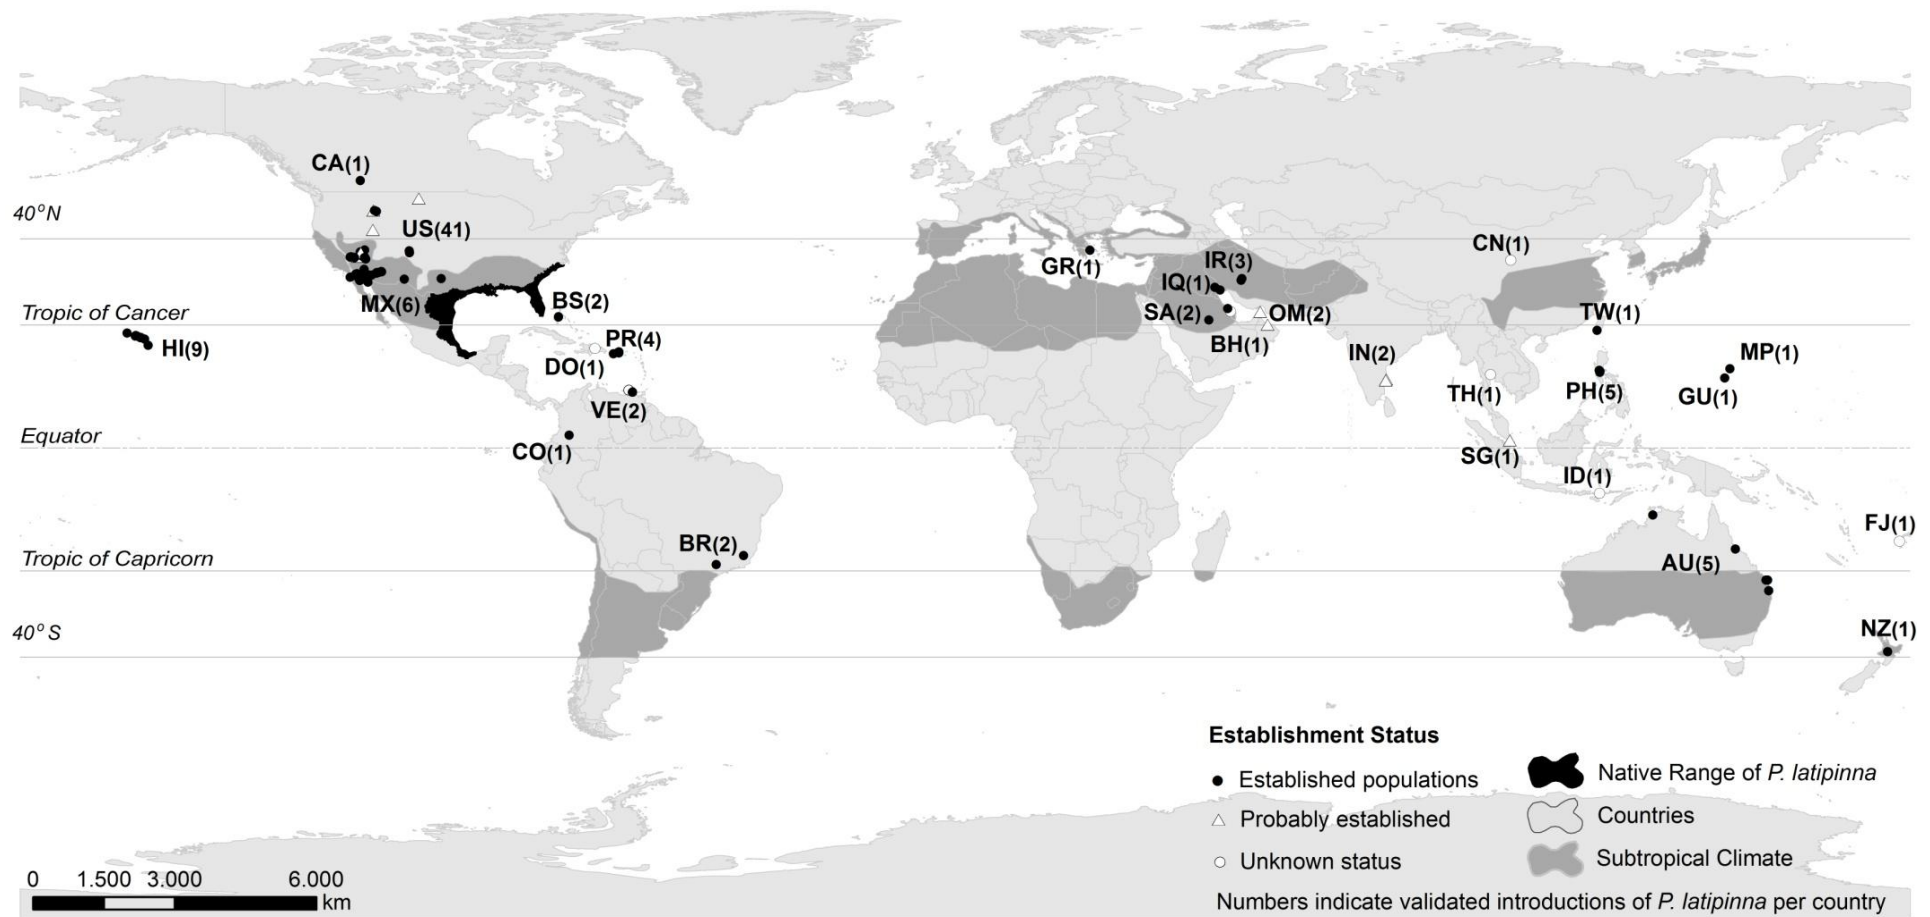 CA(1)
40°N
US(41)
CN(1)
GR(1)
IR(3)
IQ(1)
MX(6)
BS(2)
Tropic of Cancer
SA(2)
OM(2)
TW(1)
HI(9)
PR(4)
BH(1)
IN(2)
MP(1)
DO(1)
TH(1)
PH(5)
GU(1)
VE(2)
Equator
CO(1)
SG(1)
ID(1)
FJ(1)
BR(2)
Tropic of Capricorn
AU(5)
40°S
NZ(1)
Establishment Status
Established populations
Native Range of P. latipinna
Probably established
Countries
Unknown status
Subtropical Climate
0 1.500 3.000 6.000
km
Numbers indicate validated introductions of P. latipinna per country